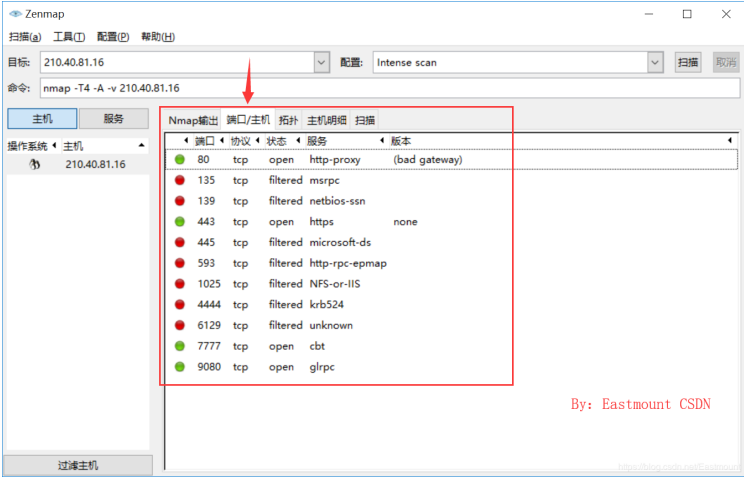 Zenmap
扫描(a) 工具(T) 配置(P) 帮助(H)
目标: 210.40.81.16 配置: Intense scan 扫描 取消
命令: nmap -T4 -A -v 210.40.81.16
主机 服务 Nmap输出 端口/主机 拓扑 主机明细 扫描
操作系统 主机 端口 协议 状态 服务 版本
210.40.81.16
80 tcp open http-proxy (bad gateway)
135 tcp filtered msrpc
139 tcp filtered netbios-ssn
443 tcp open https none
445 tcp filtered microsoft-ds
593 tcp filtered http-rpc-epmap
1025 tcp filtered NFS-or-IIS
4444 tcp filtered krb524
6129 tcp filtered unknown
7777 tcp open cbt
9080 tcp open glrpc
By: Eastmount CSDN
过滤主机
https://blog.csdn.net/Eastmount